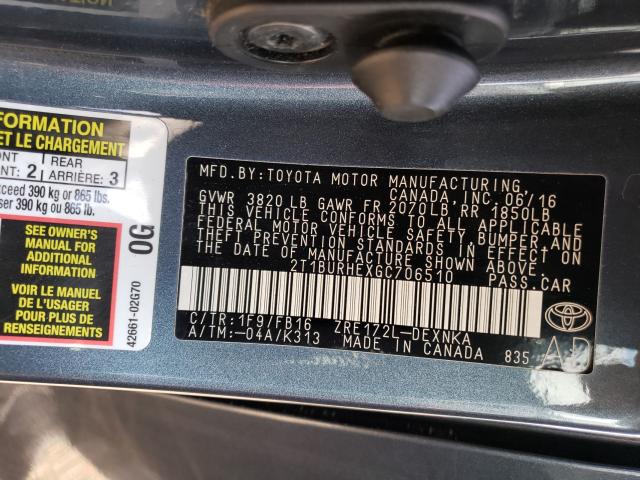 FORMATION
ET LE CHARGEMENT
ONT
MENT: 2
REAR
ARRIÈRE: 3
xceed 390 kg or 865 lbs.
ser 390 kg ou 865 lb.
SEE OWNER'S
MANUAL FOR
ADDITIONAL
INFORMATION
VOIR LE MANUEL
DE L'USAGER
POUR PLUS DE
RENSEIGNEMENTS
0G
42661-02G70
MFD. BY: TOYOTA MOTOR MANUFACTURING,
CANADA, INC. 06/16
GVWR 3820 LB GAWR FR 2070LB RR 1850LB
THIS VEHICLE CONFORMS TO ALL APPLICABLE
FEDERAL MOTOR VEHICLE SAFETY, BUMPER, AND
THEFT PREVENTION STANDARDS IN EFFECT ON
THE DATE OF MANUFACTURE SHOWN ABOVE.
2T1BURHEXGC706510 PASS. CAR
C/TR: 1F9/FB16 ZRE172L-DEXNKA
A/TM: -04A/K313 MADE IN CANADA 835
AD